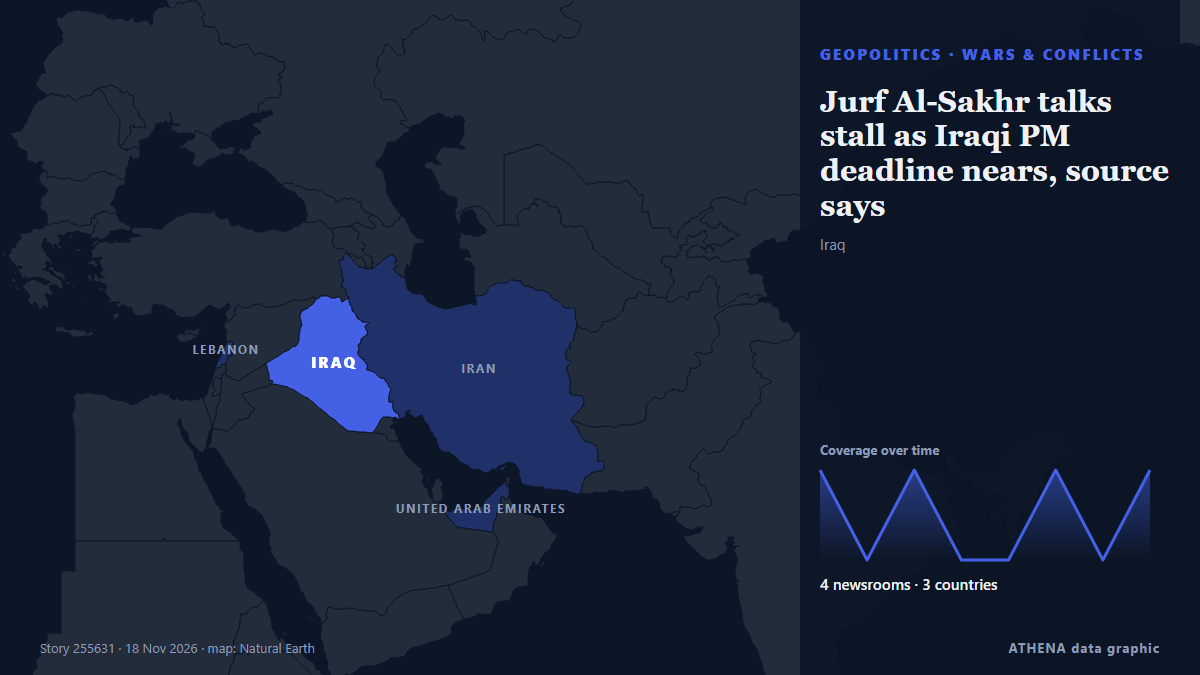 GEOPOLITICS · WARS & CONFLICTS
Jurf Al-Sakhr talks
stall as Iraqi PM
deadline nears, source
says
Iraq
LEBANON
IRAQ
IRAN
UNITED ARAB EMIRATES
Coverage over time
4 newsrooms · 3 countries
Story 255631 · 18 Nov 2026 · map: Natural Earth
ATHENA data graphic